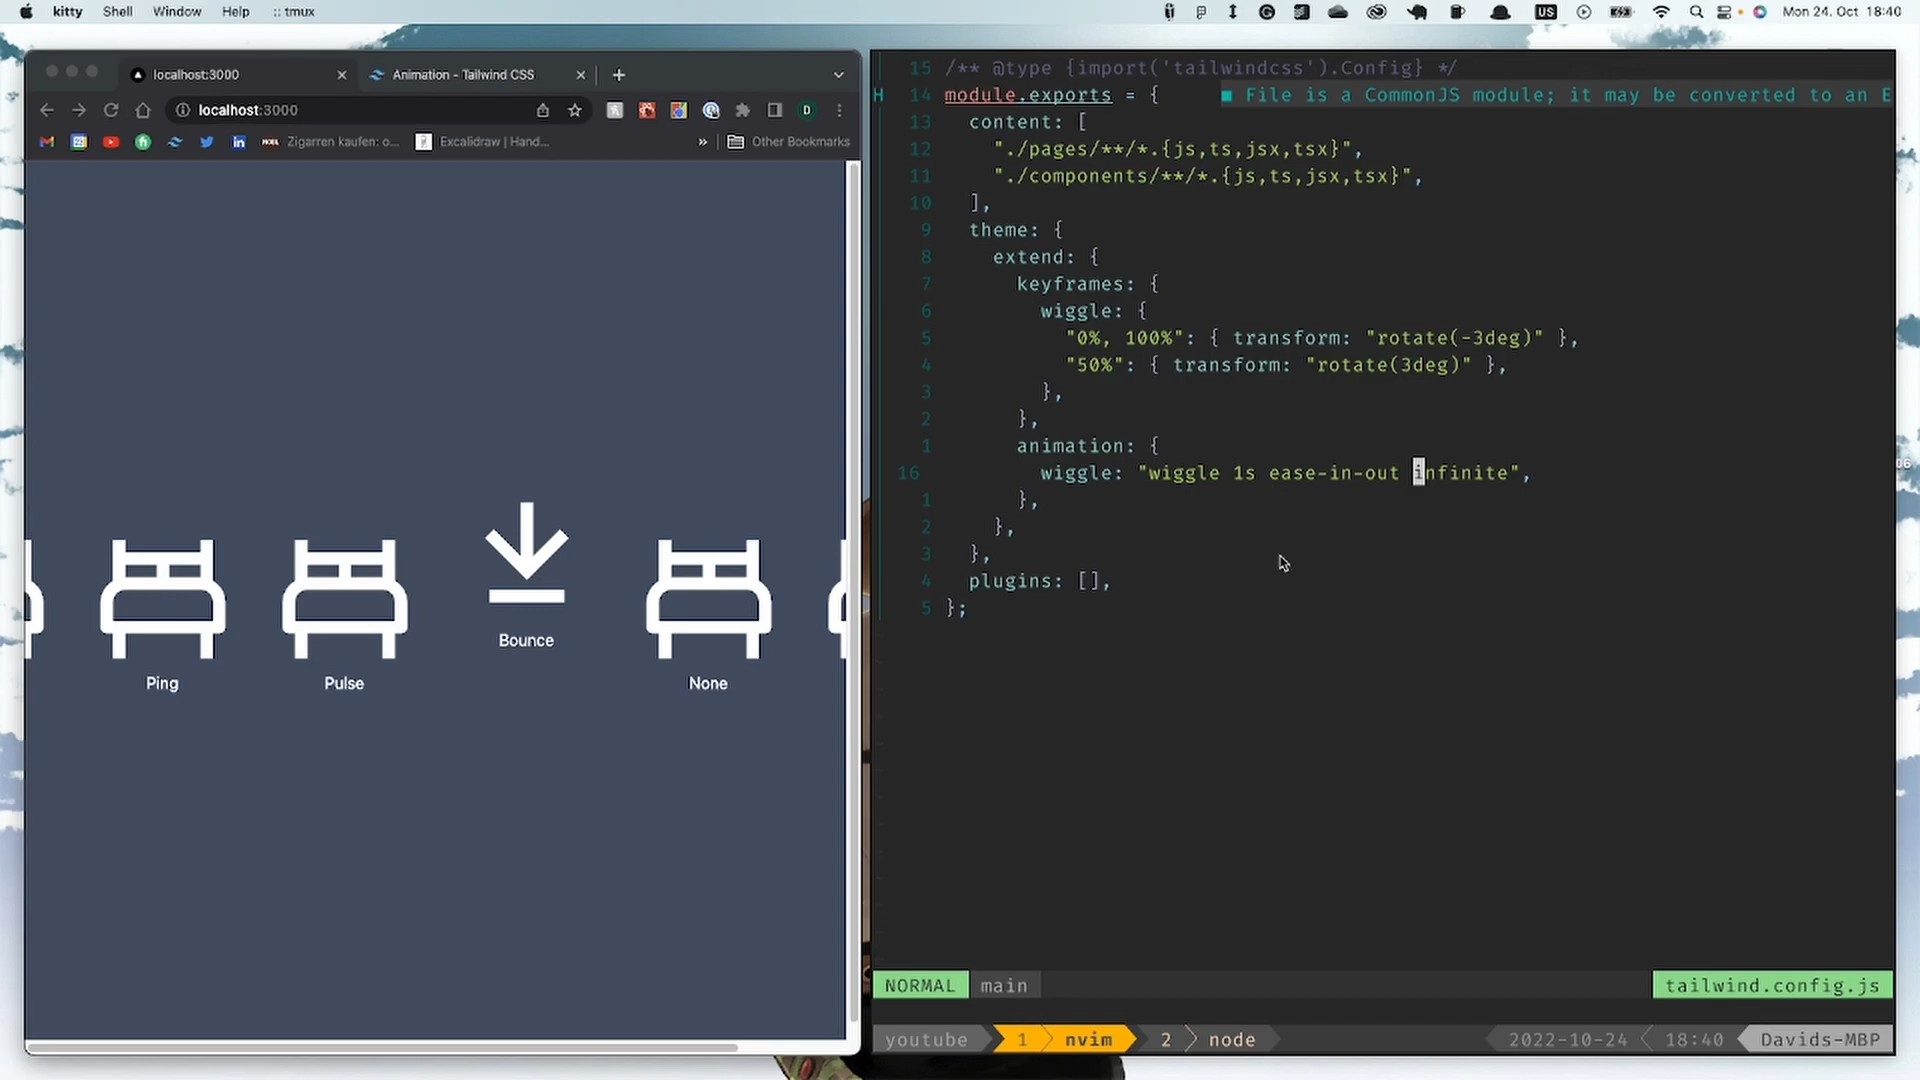 kitty Shell Window Help :: tmux
US Mon 24. Oct 18:40
localhost:3000
Animation - Tailwind CSS
localhost:3000
D
Zigarren kaufen: o...
Excalidraw | Hand...
Other Bookmarks
Ping
Pulse
Bounce
None
15 /** @type {import('tailwindcss').Config} */
H 14 module.exports = { ■ File is a CommonJS module; it may be converted to an E
13 content: [
12 "./pages/**/*.{js,ts,jsx,tsx}",
11 "./components/**/*.{js,ts,jsx,tsx}",
10 ],
9 theme: {
8 extend: {
7 keyframes: {
6 wiggle: {
5 "0%, 100%": { transform: "rotate(-3deg)" },
4 "50%": { transform: "rotate(3deg)" },
3 },
2 },
1 animation: {
16 wiggle: "wiggle 1s ease-in-out infinite",
1 },
2 },
3 },
4 plugins: [],
5 };
NORMAL main tailwind.config.js
youtube 1 nvim 2 node 2022-10-24 18:40 Davids-MBP